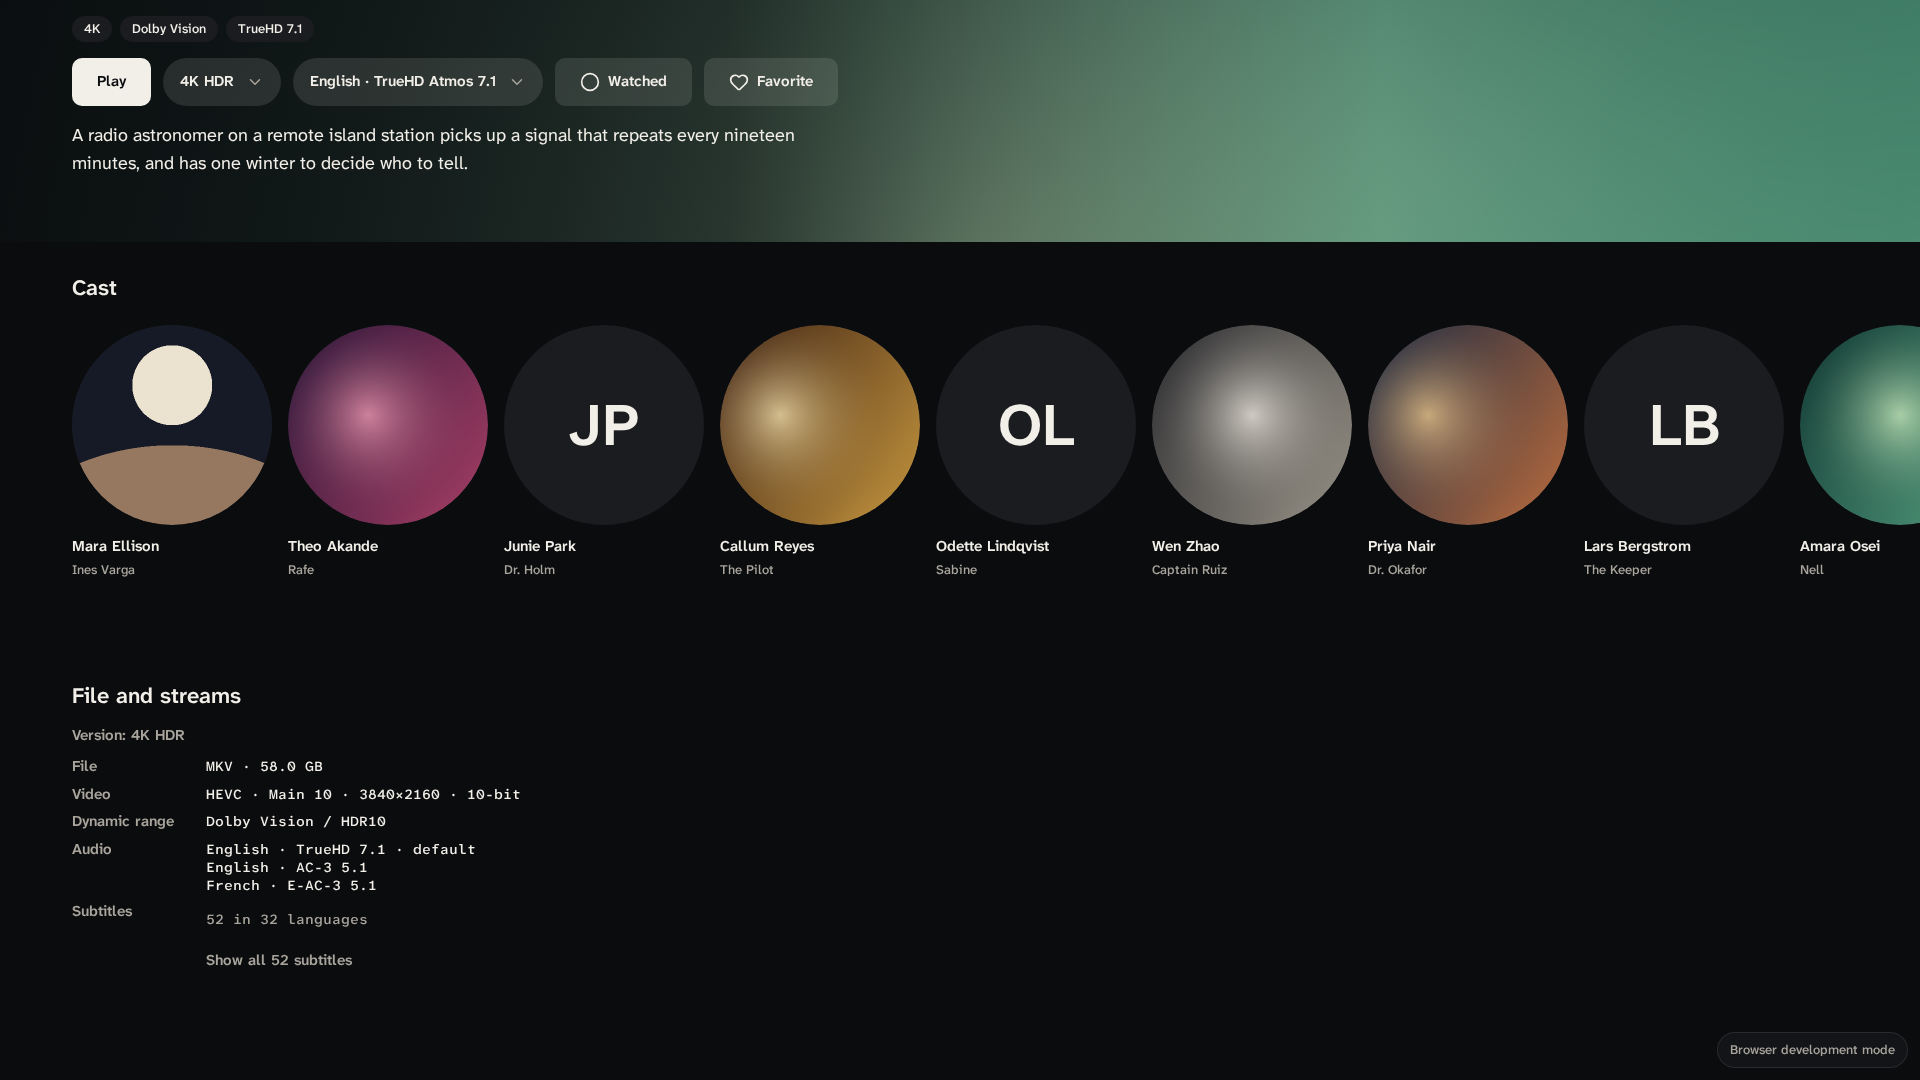 4K Dolby Vision TrueHD 7.1
Play 4K HDR English · TrueHD Atmos 7.1 Watched Favorite
A radio astronomer on a remote island station picks up a signal that repeats every nineteen
minutes, and has one winter to decide who to tell.
Cast
JP OL LB
Mara Ellison Theo Akande Junie Park Callum Reyes Odette Lindqvist Wen Zhao Priya Nair Lars Bergstrom Amara Osei
Ines Varga Rafe Dr. Holm The Pilot Sabine Captain Ruiz Dr. Okafor The Keeper Nell
File and streams
Version: 4K HDR
File MKV · 58.0 GB
Video HEVC · Main 10 · 3840×2160 · 10-bit
Dynamic range Dolby Vision / HDR10
Audio English · TrueHD 7.1 · default
English · AC-3 5.1
French · E-AC-3 5.1
Subtitles 52 in 32 languages
Show all 52 subtitles
Browser development mode